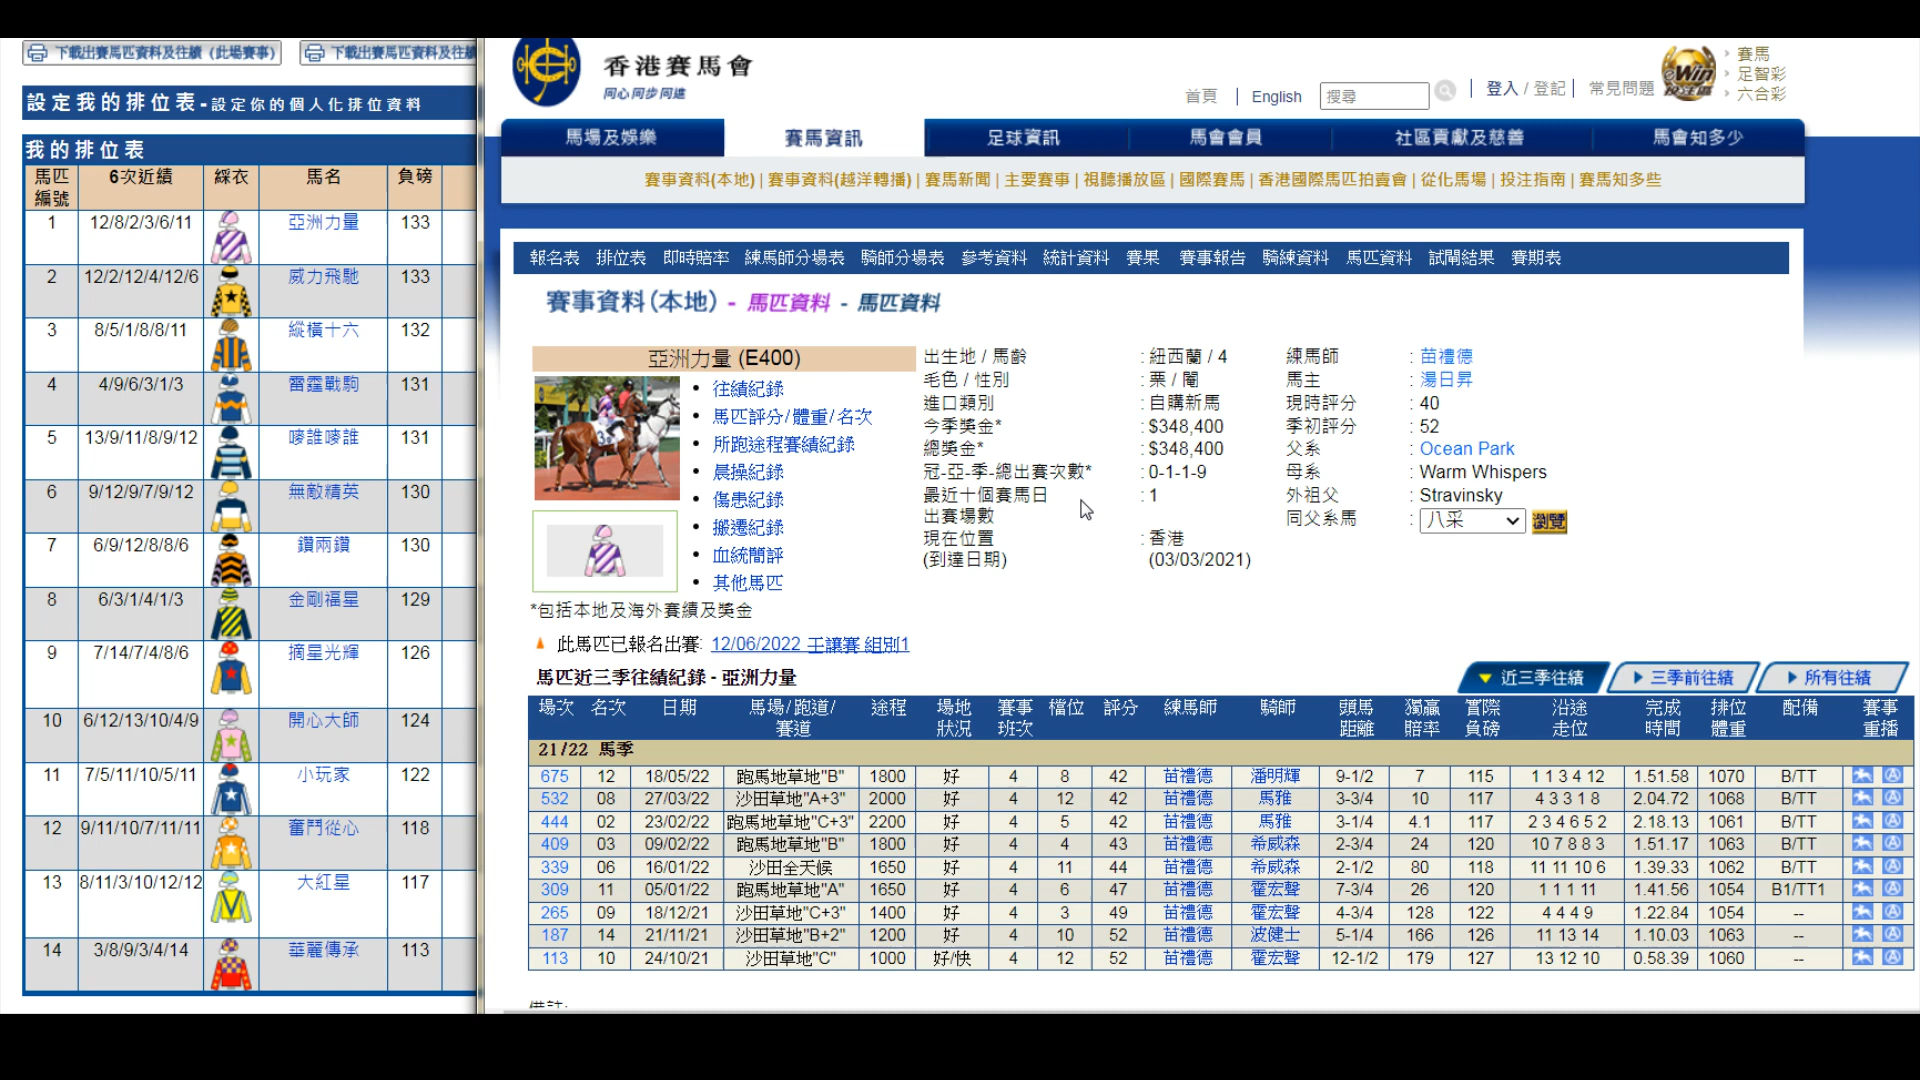 下載出賽馬匹資料及往績 (此場賽事)
下載出賽馬匹資料及往績
設定我的排位表-設定你的個人化排位資料
我的排位表
馬匹編號 6次近績 綵衣 馬名 負磅
1 12/8/2/3/6/11 亞洲力量 133
2 12/2/12/4/12/6 威力飛馳 133
3 8/5/1/8/8/11 縱橫十六 132
4 4/9/6/3/1/3 雷霆戰駒 131
5 13/9/11/8/9/12 嘜誰嘜誰 131
6 9/12/9/7/9/12 無敵精英 130
7 6/9/12/8/8/6 鑽兩鑽 130
8 6/3/1/4/1/3 金剛福星 129
9 7/14/7/4/8/6 摘星光輝 126
10 6/12/13/10/4/9 開心大師 124
11 7/5/11/10/5/11 小玩家 122
12 9/11/10/7/11/11 奮鬥從心 118
13 8/11/3/10/12/12 大紅星 117
14 3/8/9/3/4/14 華麗傳承 113
香港賽馬會
同心同步同進
首頁 | English 搜尋 | 登入 / 登記 | 常見問題
eWin 投注區
賽馬
足智彩
六合彩
馬場及娛樂 賽馬資訊 足球資訊 馬會會員 社區貢獻及慈善 馬會知多少
賽事資料(本地) | 賽事資料(越洋轉播) | 賽馬新聞 | 主要賽事 | 視聽播放區 | 國際賽馬 | 香港國際馬匹拍賣會 | 從化馬場 | 投注指南 | 賽馬知多些
報名表 排位表 即時賠率 練馬師分場表 騎師分場表 參考資料 統計資料 賽果 賽事報告 騎練資料 馬匹資料 試閘結果 賽期表
賽事資料(本地) - 馬匹資料 - 馬匹資料
亞洲力量 (E400)
• 往績紀錄
• 馬匹評分/體重/名次
• 所跑途程賽績紀錄
• 晨操紀錄
• 傷患紀錄
• 搬遷紀錄
• 血統簡評
• 其他馬匹
出生地 / 馬齡 : 紐西蘭 / 4
毛色 / 性別 : 栗 / 閹
進口類別 : 自購新馬
今季獎金* : $348,400
總獎金* : $348,400
冠-亞-季-總出賽次數* : 0-1-1-9
最近十個賽馬日 : 1
出賽場數
現在位置 : 香港
(到達日期) (03/03/2021)
練馬師 : 苗禮德
馬主 : 湯日昇
現時評分 : 40
季初評分 : 52
父系 : Ocean Park
母系 : Warm Whispers
外祖父 : Stravinsky
同父系馬 : 八采 瀏覽
*包括本地及海外賽績及獎金
此馬匹已報名出賽: 12/06/2022 壬讓賽 組別1
馬匹近三季往績紀錄 - 亞洲力量
近三季往績 三季前往績 所有往績
場次 名次 日期 馬場/跑道/賽道 途程 場地狀況 賽事班次 檔位 評分 練馬師 騎師 頭馬距離 獨贏賠率 實際負磅 沿途走位 完成時間 排位體重 配備 賽事重播
21/22 馬季
675 12 18/05/22 跑馬地草地"B" 1800 好 4 8 42 苗禮德 潘明輝 9-1/2 7 115 1 1 3 4 12 1.51.58 1070 B/TT
532 08 27/03/22 沙田草地"A+3" 2000 好 4 12 42 苗禮德 馬雅 3-3/4 10 117 4 3 3 1 8 2.04.72 1068 B/TT
444 02 23/02/22 跑馬地草地"C+3" 2200 好 4 5 42 苗禮德 馬雅 3-1/4 4.1 117 2 3 4 6 5 2 2.18.13 1061 B/TT
409 03 09/02/22 跑馬地草地"B" 1800 好 4 4 43 苗禮德 希威森 2-3/4 24 120 10 7 8 8 3 1.51.17 1063 B/TT
339 06 16/01/22 沙田全天候 1650 好 4 11 44 苗禮德 希威森 2-1/2 80 118 11 11 10 6 1.39.33 1062 B/TT
309 11 05/01/22 跑馬地草地"A" 1650 好 4 6 47 苗禮德 霍宏聲 7-3/4 26 120 1 1 1 11 1.41.56 1054 B1/TT1
265 09 18/12/21 沙田草地"C+3" 1400 好 4 3 49 苗禮德 霍宏聲 4-3/4 128 122 4 4 4 9 1.22.84 1054 --
187 14 21/11/21 沙田草地"B+2" 1200 好 4 10 52 苗禮德 波健士 5-1/4 166 126 11 13 14 1.10.03 1063 --
113 10 24/10/21 沙田草地"C" 1000 好/快 4 12 52 苗禮德 霍宏聲 12-1/2 179 127 13 12 10 0.58.39 1060 --